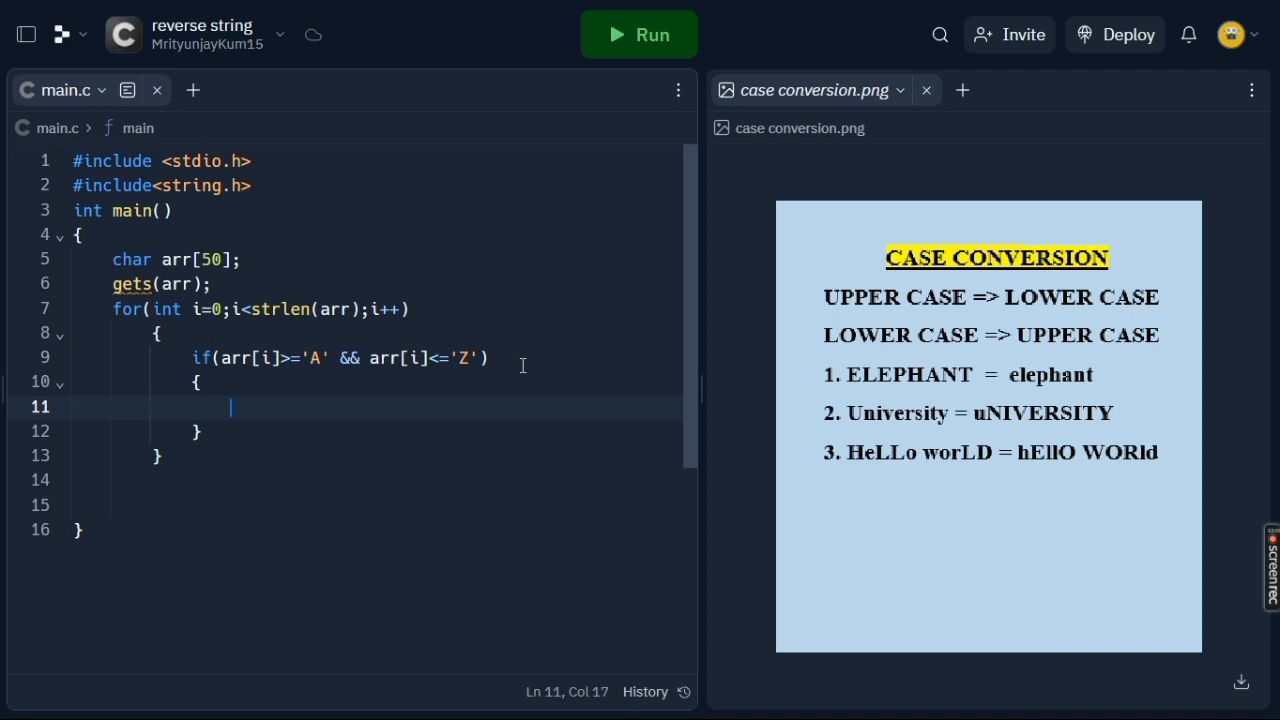 reverse string
MrityunjayKum15
Run
Invite
Deploy
main.c
case conversion.png
main.c
main
case conversion.png
1 #include <stdio.h>
2 #include<string.h>
3 int main()
4 {
5 char arr[50];
6 gets(arr);
7 for(int i=0;i<strlen(arr);i++)
8 {
9 if(arr[i]>='A' && arr[i]<='Z')
10 {
11
12 }
13 }
14
15
16 }
Ln 11, Col 17
History
CASE CONVERSION
UPPER CASE => LOWER CASE
LOWER CASE => UPPER CASE
1. ELEPHANT = elephant
2. University = uNIVERSITY
3. HeLLo worLD = hEllO WORld
screenrec